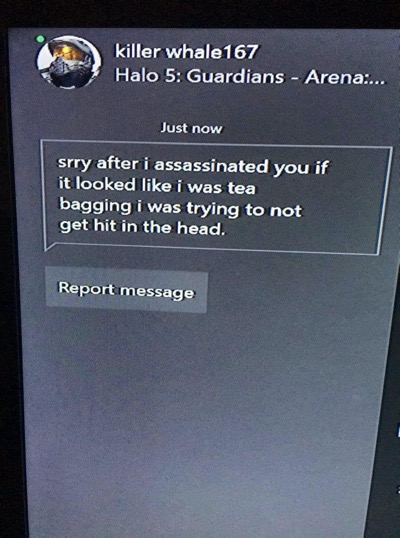 killer whale167
Halo 5: Guardians - Arena:...
Just now
srry after i assassinated you if
it looked like i was tea
bagging i was trying to not
get hit in the head.
Report message